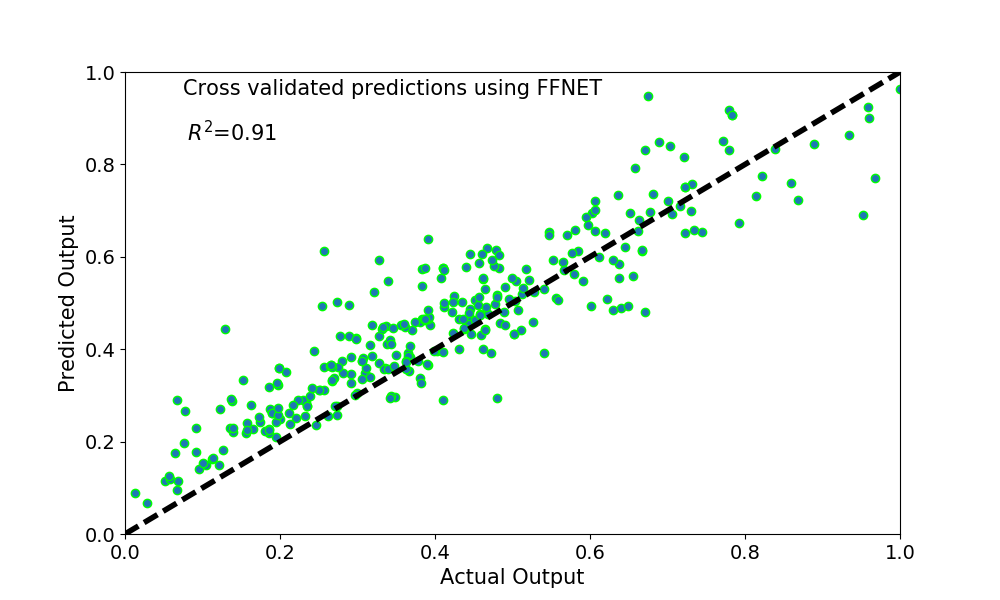 Cross validated predictions using FFNET
R²=0.91
1.0
0.8
0.6
0.4
0.2
0.0
Predicted Output
0.0 0.2 0.4 0.6 0.8 1.0
Actual Output